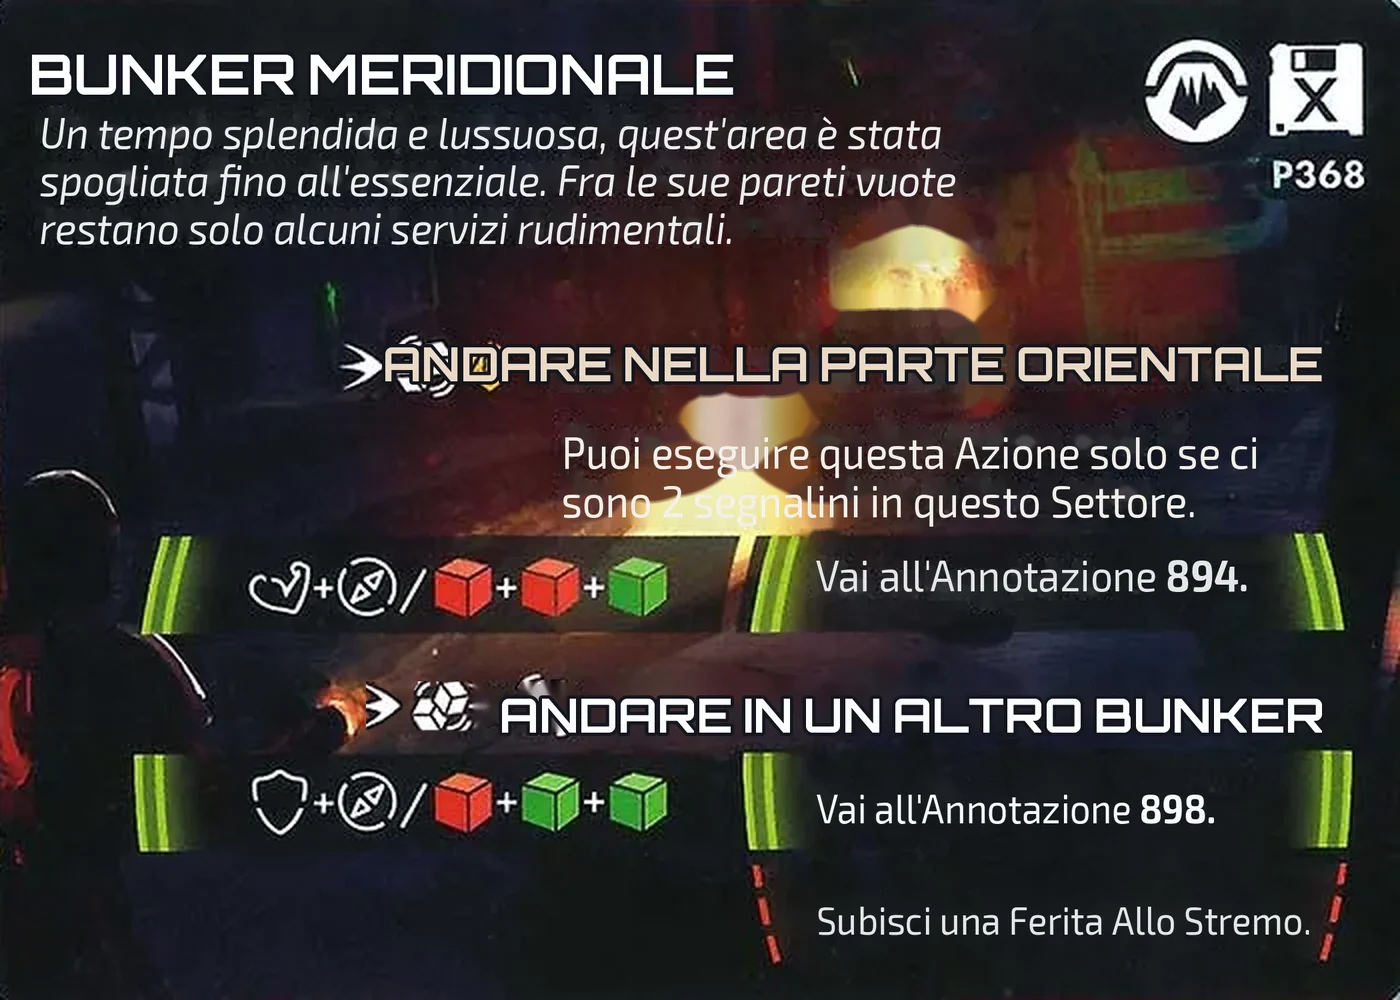 BUNKER MERIDIONALE
Un tempo splendida e lussuosa, quest'area è stata
spogliata fino all'essenziale. Fra le sue pareti vuote
restano solo alcuni servizi rudimentali.
X
P368
ANDARE NELLA PARTE ORIENTALE
Puoi eseguire questa Azione solo se ci
sono 2 segnalini in questo Settore.
+ / + +
Vai all'Annotazione 894.
ANDARE IN UN ALTRO BUNKER
+ / + +
Vai all'Annotazione 898.
Subisci una Ferita Allo Stremo.